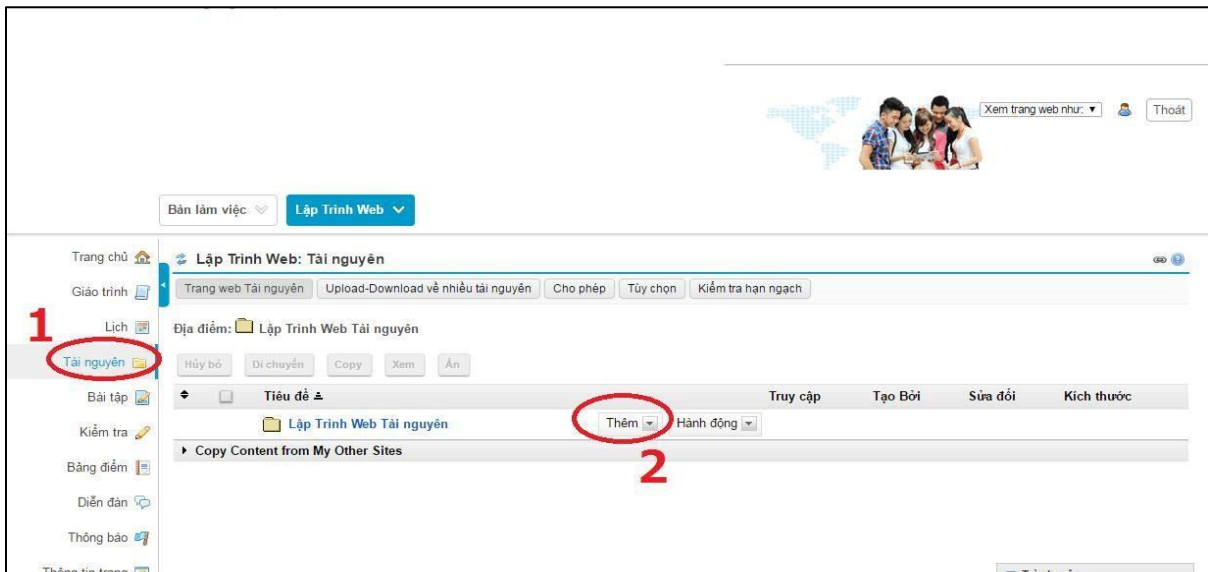 Xem trang web như: Thoát
Bản làm việc Lập Trình Web
Trang chủ
Lập Trình Web: Tài nguyên
Giáo trình
Trang web Tài nguyên Upload-Download về nhiều tài nguyên Cho phép Tùy chọn Kiểm tra hạn ngạch
1
Lịch
Địa điểm: Lập Trình Web Tài nguyên
Tài nguyên
Hủy bỏ Di chuyển Copy Xem Ẩn
Bài tập
Tiêu đề Truy cập Tạo Bởi Sửa đổi Kích thước
Kiểm tra
Lập Trình Web Tài nguyên Thêm Hành động
Copy Content from My Other Sites
2
Bảng điểm
Diễn đàn
Thông báo
Thông tin trang